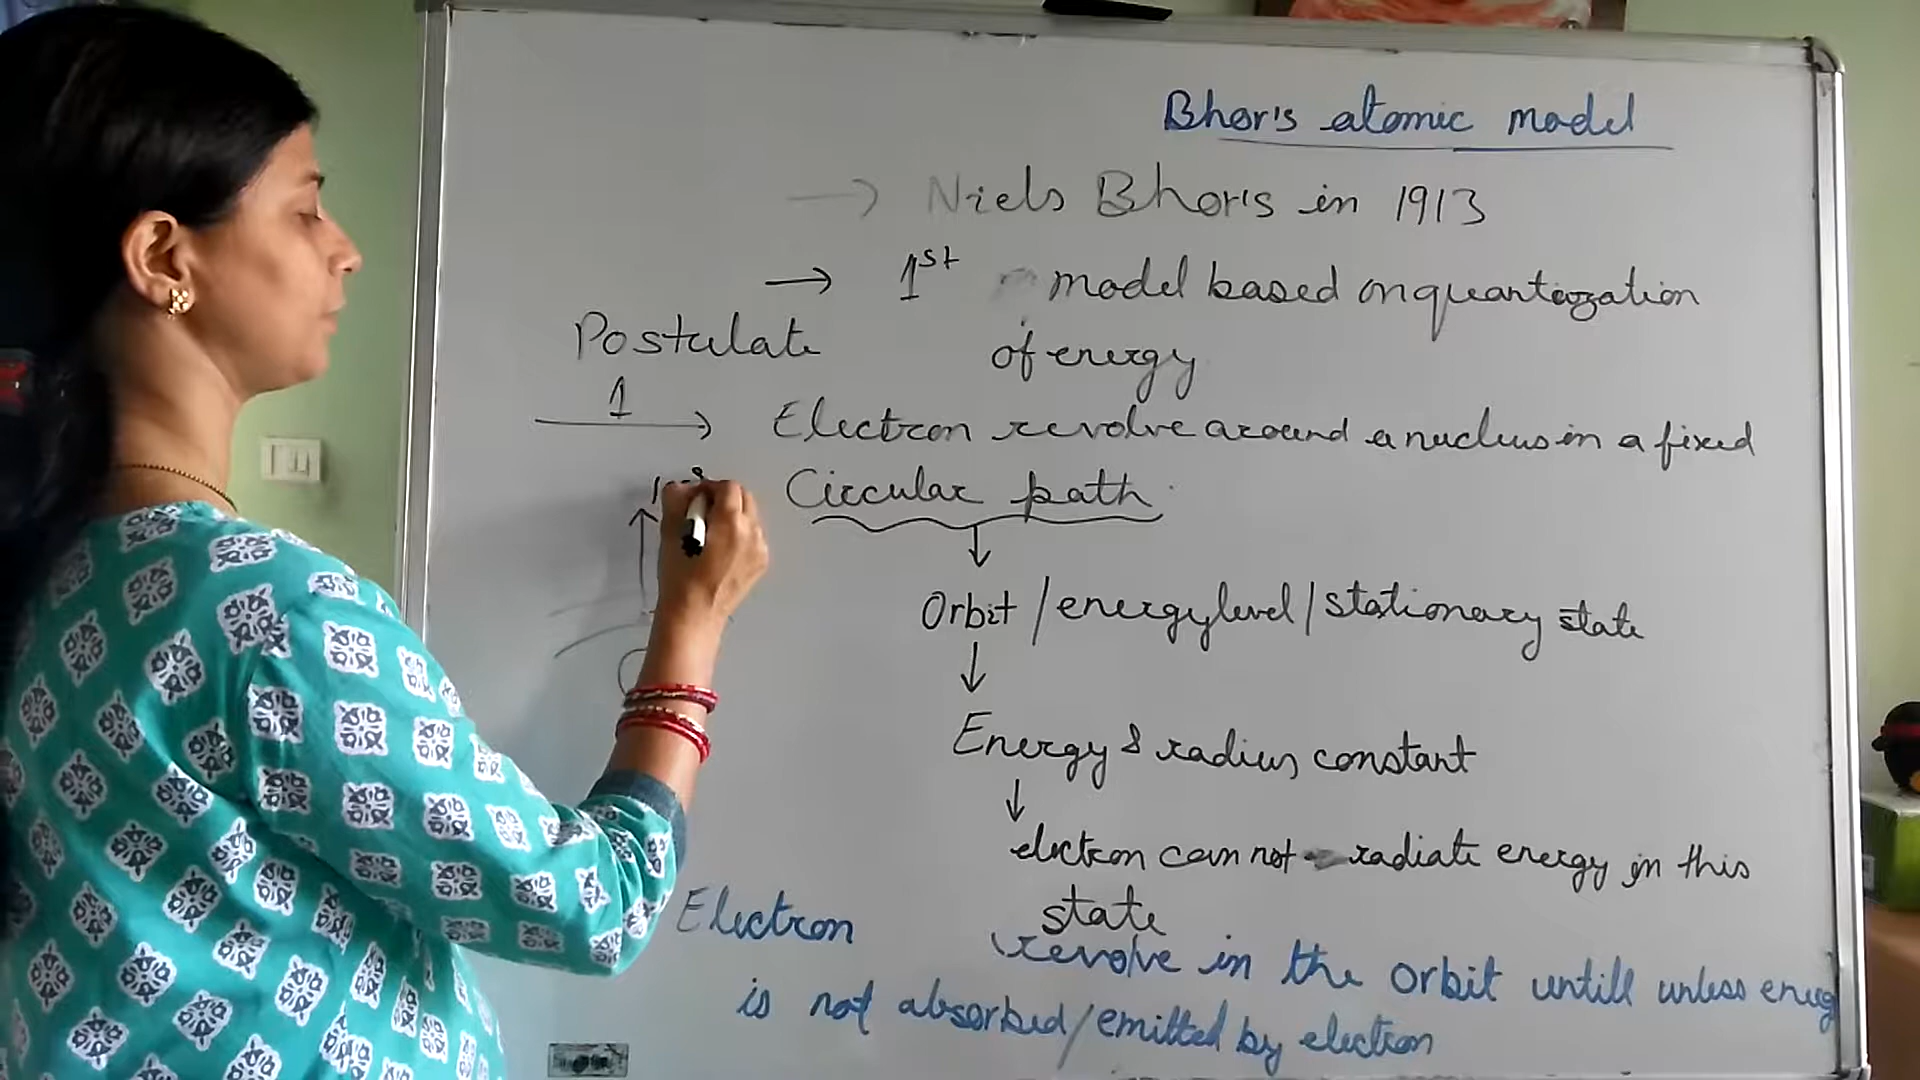 Bhor's atomic model
→ Niels Bhor's in 1913
→ 1st model based on quantozation
of energy
Postulate
1
→ Electron revolve around a nucleus in a fixed
Circular path
↓
Orbit / energy level / stationary state
↓
Energy & radius constant
↓
electron can not radiate energy in this
state
Electron revolve in the orbit untill unless energy
is not absorbed/emitted by electron